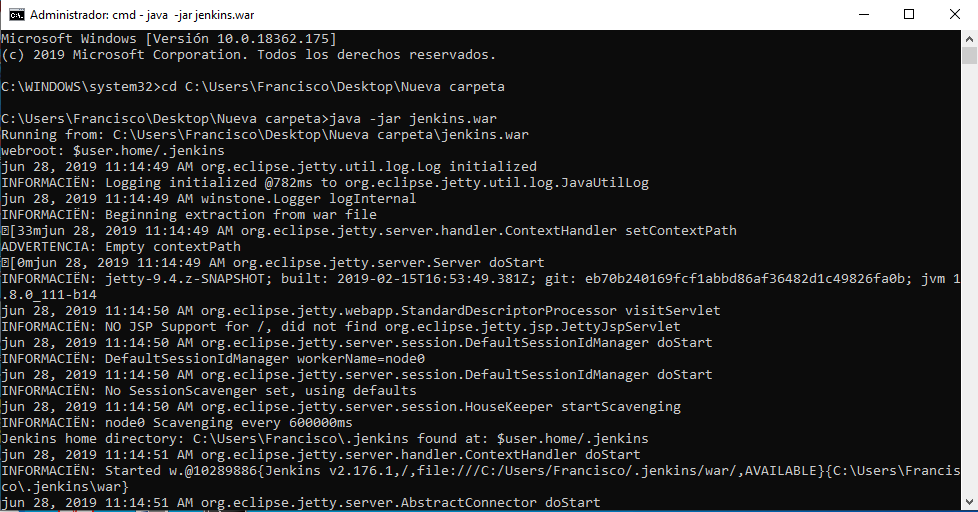 Administrador: cmd - java  -jar jenkins.war
Microsoft Windows [Versión 10.0.18362.175]
(c) 2019 Microsoft Corporation. Todos los derechos reservados.
C:\WINDOWS\system32>cd C:\Users\Francisco\Desktop\Nueva carpeta
C:\Users\Francisco\Desktop\Nueva carpeta>java -jar jenkins.war
Running from: C:\Users\Francisco\Desktop\Nueva carpeta\jenkins.war
webroot: $user.home/.jenkins
jun 28, 2019 11:14:49 AM org.eclipse.jetty.util.log.Log initialized
INFORMACIËN: Logging initialized @782ms to org.eclipse.jetty.util.log.JavaUtilLog
jun 28, 2019 11:14:49 AM winstone.Logger logInternal
INFORMACIËN: Beginning extraction from war file
[33mjun 28, 2019 11:14:49 AM org.eclipse.jetty.server.handler.ContextHandler setContextPath
ADVERTENCIA: Empty contextPath
[0mjun 28, 2019 11:14:49 AM org.eclipse.jetty.server.Server doStart
INFORMACIËN: jetty-9.4.z-SNAPSHOT; built: 2019-02-15T16:53:49.381Z; git: eb70b240169fcf1abbd86af36482d1c49826fa0b; jvm 1
.8.0_111-b14
jun 28, 2019 11:14:50 AM org.eclipse.jetty.webapp.StandardDescriptorProcessor visitServlet
INFORMACIËN: NO JSP Support for /, did not find org.eclipse.jetty.jsp.JettyJspServlet
jun 28, 2019 11:14:50 AM org.eclipse.jetty.server.session.DefaultSessionIdManager doStart
INFORMACIËN: DefaultSessionIdManager workerName=node0
jun 28, 2019 11:14:50 AM org.eclipse.jetty.server.session.DefaultSessionIdManager doStart
INFORMACIËN: No SessionScavenger set, using defaults
jun 28, 2019 11:14:50 AM org.eclipse.jetty.server.session.HouseKeeper startScavenging
INFORMACIËN: node0 Scavenging every 600000ms
Jenkins home directory: C:\Users\Francisco\.jenkins found at: $user.home/.jenkins
jun 28, 2019 11:14:51 AM org.eclipse.jetty.server.handler.ContextHandler doStart
INFORMACIËN: Started w.@10289886{Jenkins v2.176.1,/,file:///C:/Users/Francisco/.jenkins/war/,AVAILABLE}{C:\Users\Francis
co\.jenkins\war}
jun 28, 2019 11:14:51 AM org.eclipse.jetty.server.AbstractConnector doStart